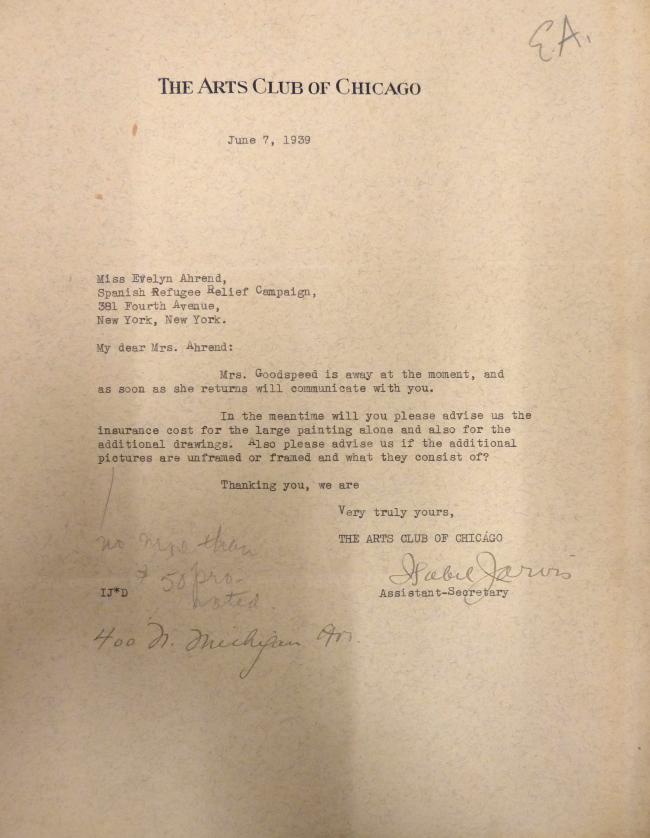 E.A.
THE ARTS CLUB OF CHICAGO
June 7, 1939
Miss Evelyn Ahrend,
Spanish Refugee Relief Campaign,
381 Fourth Avenue,
New York, New York.
My dear Mrs. Ahrend:
Mrs. Goodspeed is away at the moment, and
as soon as she returns will communicate with you.
In the meantime will you please advise us the
insurance cost for the large painting alone and also for the
additional drawings. Also please advise us if the additional
pictures are unframed or framed and what they consist of?
Thanking you, we are
Very truly yours,
THE ARTS CLUB OF CHICAGO
Isabel Jarvis
Assistant-Secretary
no more than
$50 pro-
rated
IJ*D
400 N. Michigan Av.